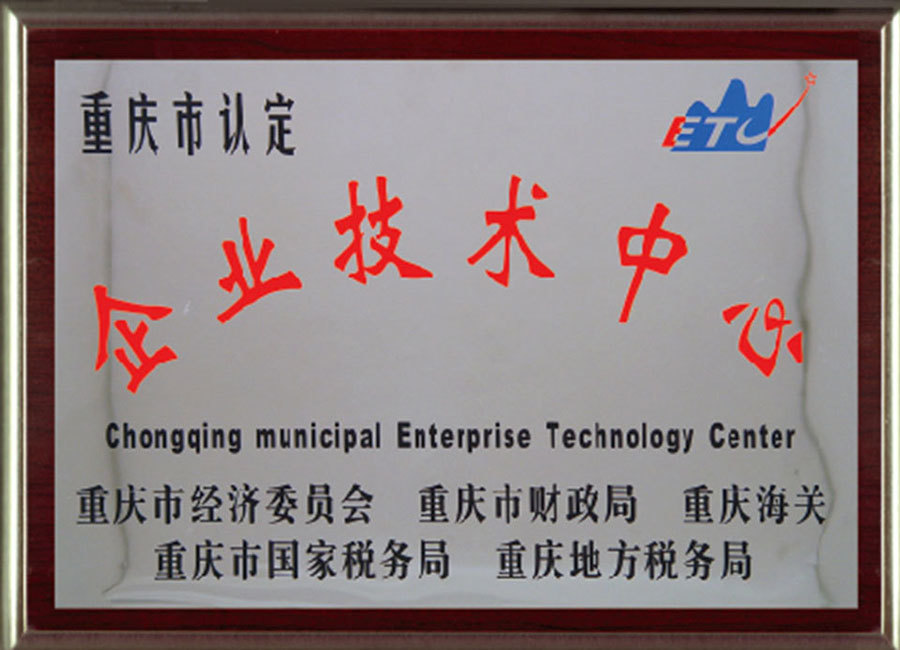 重庆市认定
ETC
企业技术中心
Chongqing municipal Enterprise Technology Center
重庆市经济委员会 重庆市财政局 重庆海关
重庆市国家税务局 重庆地方税务局